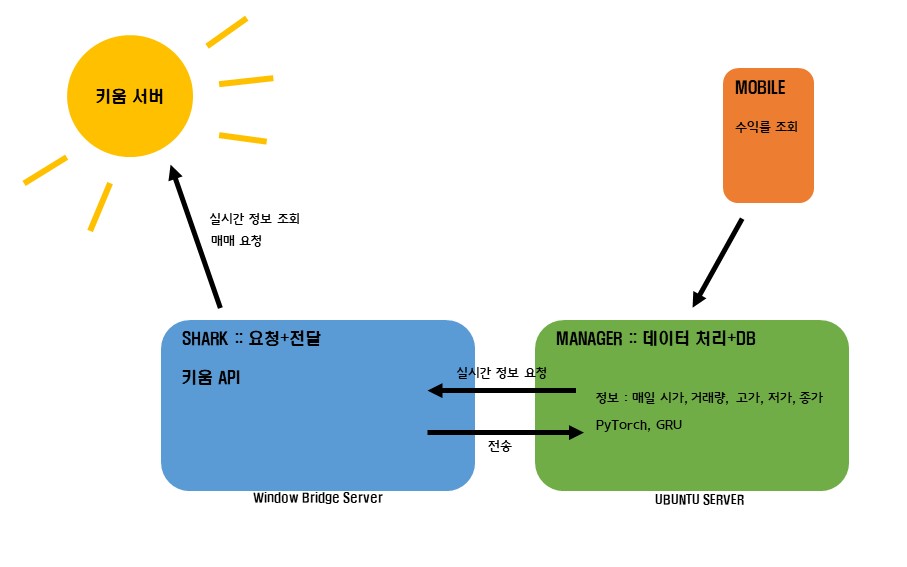 키움 서버
MOBILE
수익률 조회
실시간 정보 조회
매매 요청
SHARK :: 요청+전달
키움 API
MANAGER :: 데이터 처리+DB
실시간 정보 요청
정보 : 매일 시가, 거래량, 고가, 저가, 종가
PyTorch, GRU
전송
Window Bridge Server
UBUNTU SERVER